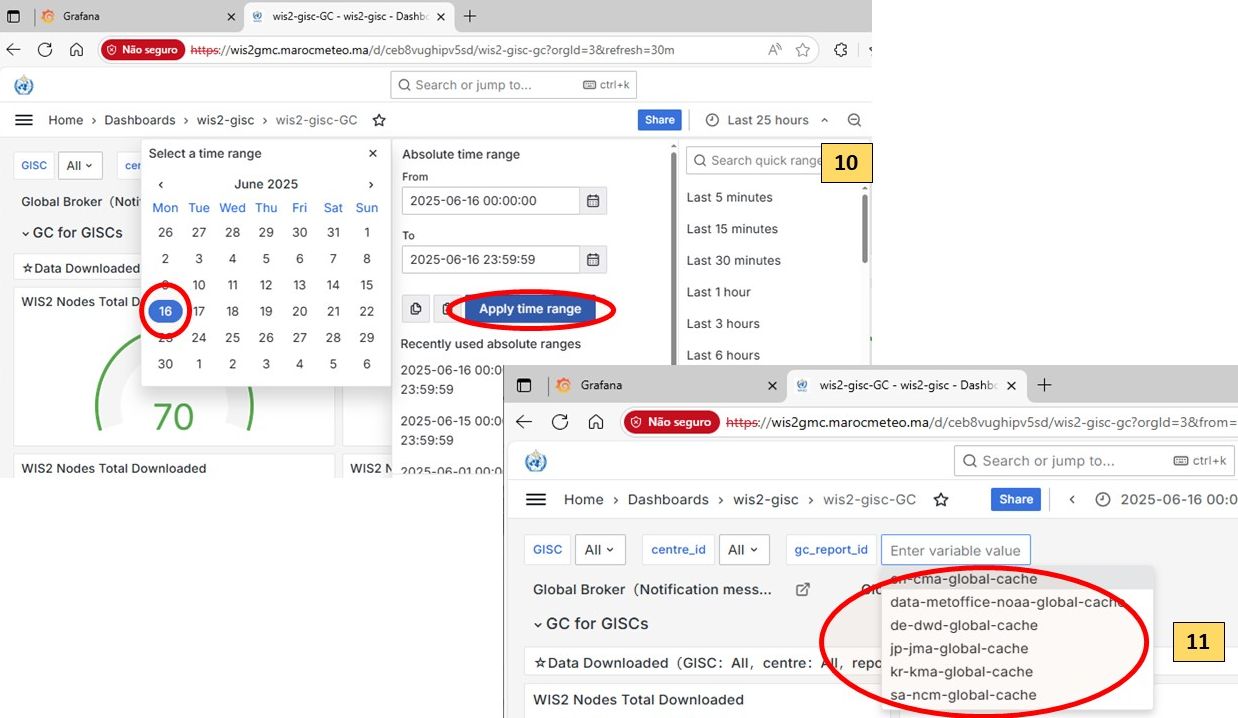 Grafana
wis2-gisc-GC - wis2-gisc - Dashbo
Não seguro https://wis2gmc.marocmeteo.ma/d/ceb8vughipv5sd/wis2-gisc-gc?orgId=3&refresh=30m
Search or jump to... ctrl+k
Home › Dashboards › wis2-gisc › wis2-gisc-GC
Share
Last 25 hours
GISC All cer
Global Broker (Noti
GC for GISCs
☆Data Downloaded
WIS2 Nodes Total D
70
WIS2 Nodes Total Downloaded
WIS2 N
Select a time range
June 2025
Mon Tue Wed Thu Fri Sat Sun
26 27 28 29 30 31 1
2 3 4 5 6 7 8
9 10 11 12 13 14 15
16 17 18 19 20 21 22
23 24 25 26 27 28 29
30 1 2 3 4 5 6
Absolute time range
From
2025-06-16 00:00:00
To
2025-06-16 23:59:59
Apply time range
Recently used absolute ranges
2025-06-16 00:00
23:59:59
2025-06-15 00:00
23:59:59
2025-06-01 00:00
Search quick range
10
Last 5 minutes
Last 15 minutes
Last 30 minutes
Last 1 hour
Last 3 hours
Last 6 hours
Grafana
wis2-gisc-GC - wis2-gisc - Dashbo
Não seguro https://wis2gmc.marocmeteo.ma/d/ceb8vughipv5sd/wis2-gisc-gc?orgId=3&from=
Search or jump to... ctrl+k
Home › Dashboards › wis2-gisc › wis2-gisc-GC
Share
2025-06-16 00:0
GISC All centre_id All gc_report_id Enter variable value
Global Broker (Notification mess...
GC for GISCs
☆Data Downloaded (GISC: All, centre: All, repo
WIS2 Nodes Total Downloaded
cn-cma-global-cache
data-metoffice-noaa-global-cache
de-dwd-global-cache
jp-jma-global-cache
kr-kma-global-cache
sa-ncm-global-cache
11